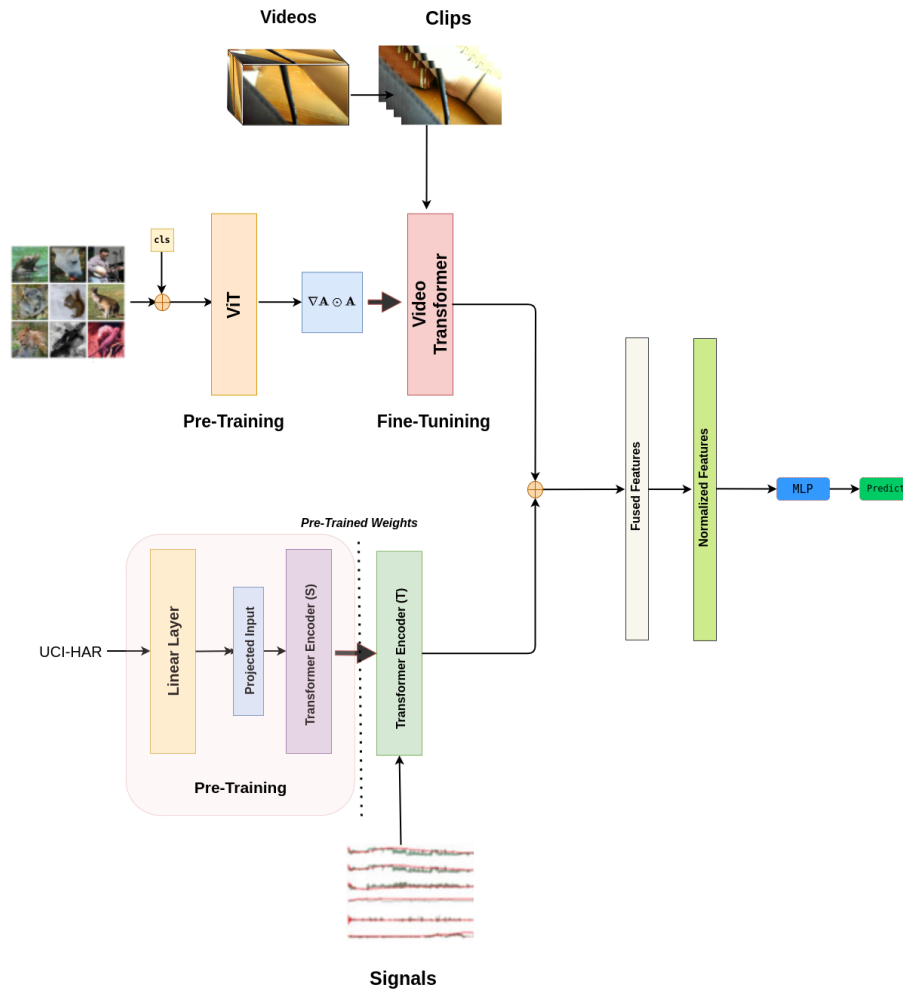 Videos
Clips
cls
ViT
∇A ⊙ A
Video
Transformer
Pre-Training
Fine-Tunining
Fused Features
Normalized Features
MLP
Predict
Pre-Trained Weights
UCI-HAR
Linear Layer
Projected Input
Transformer Encoder (S)
Transformer Encoder (T)
Pre-Training
Signals